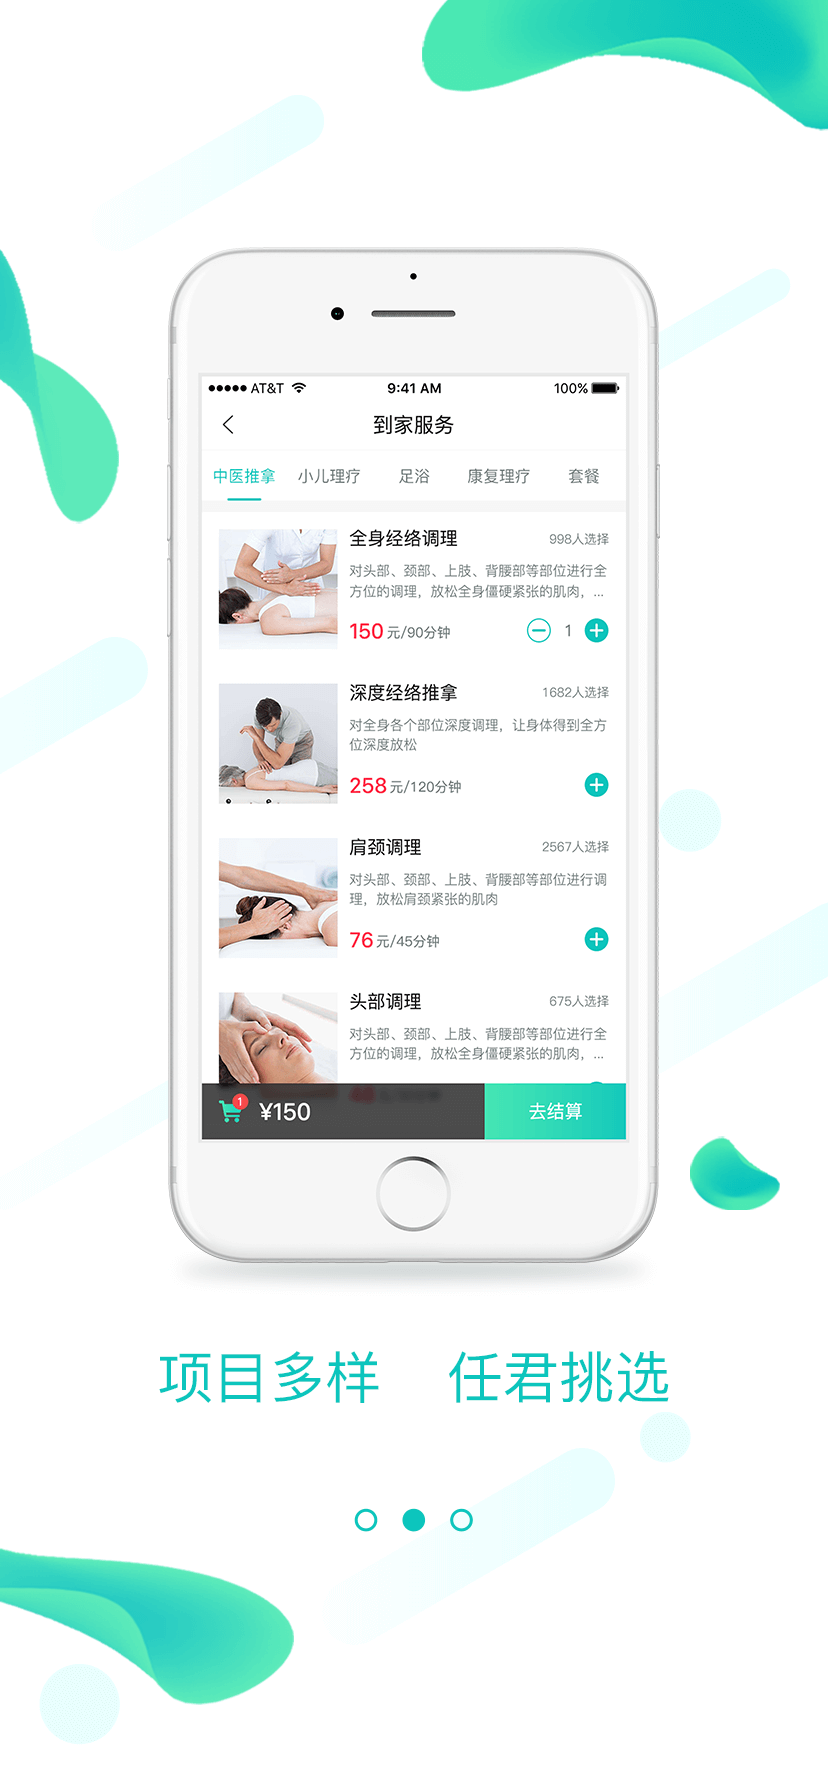 AT&T 9:41 AM 100%
到家服务
中医推拿 小儿理疗 足浴 康复理疗 套餐
全身经络调理 998人选择
对头部、颈部、上肢、背腰部等部位进行全
方位的调理，放松全身僵硬紧张的肌肉，...
150 元/90分钟 1
深度经络推拿 1682人选择
对全身各个部位深度调理，让身体得到全方
位深度放松
258 元/120分钟
肩颈调理 2567人选择
对头部、颈部、上肢、背腰部等部位进行调
理，放松肩颈紧张的肌肉
76 元/45分钟
头部调理 675人选择
对头部、颈部、上肢、背腰部等部位进行全
方位的调理，放松全身僵硬紧张的肌肉，...
1 ¥150 去结算
项目多样 任君挑选